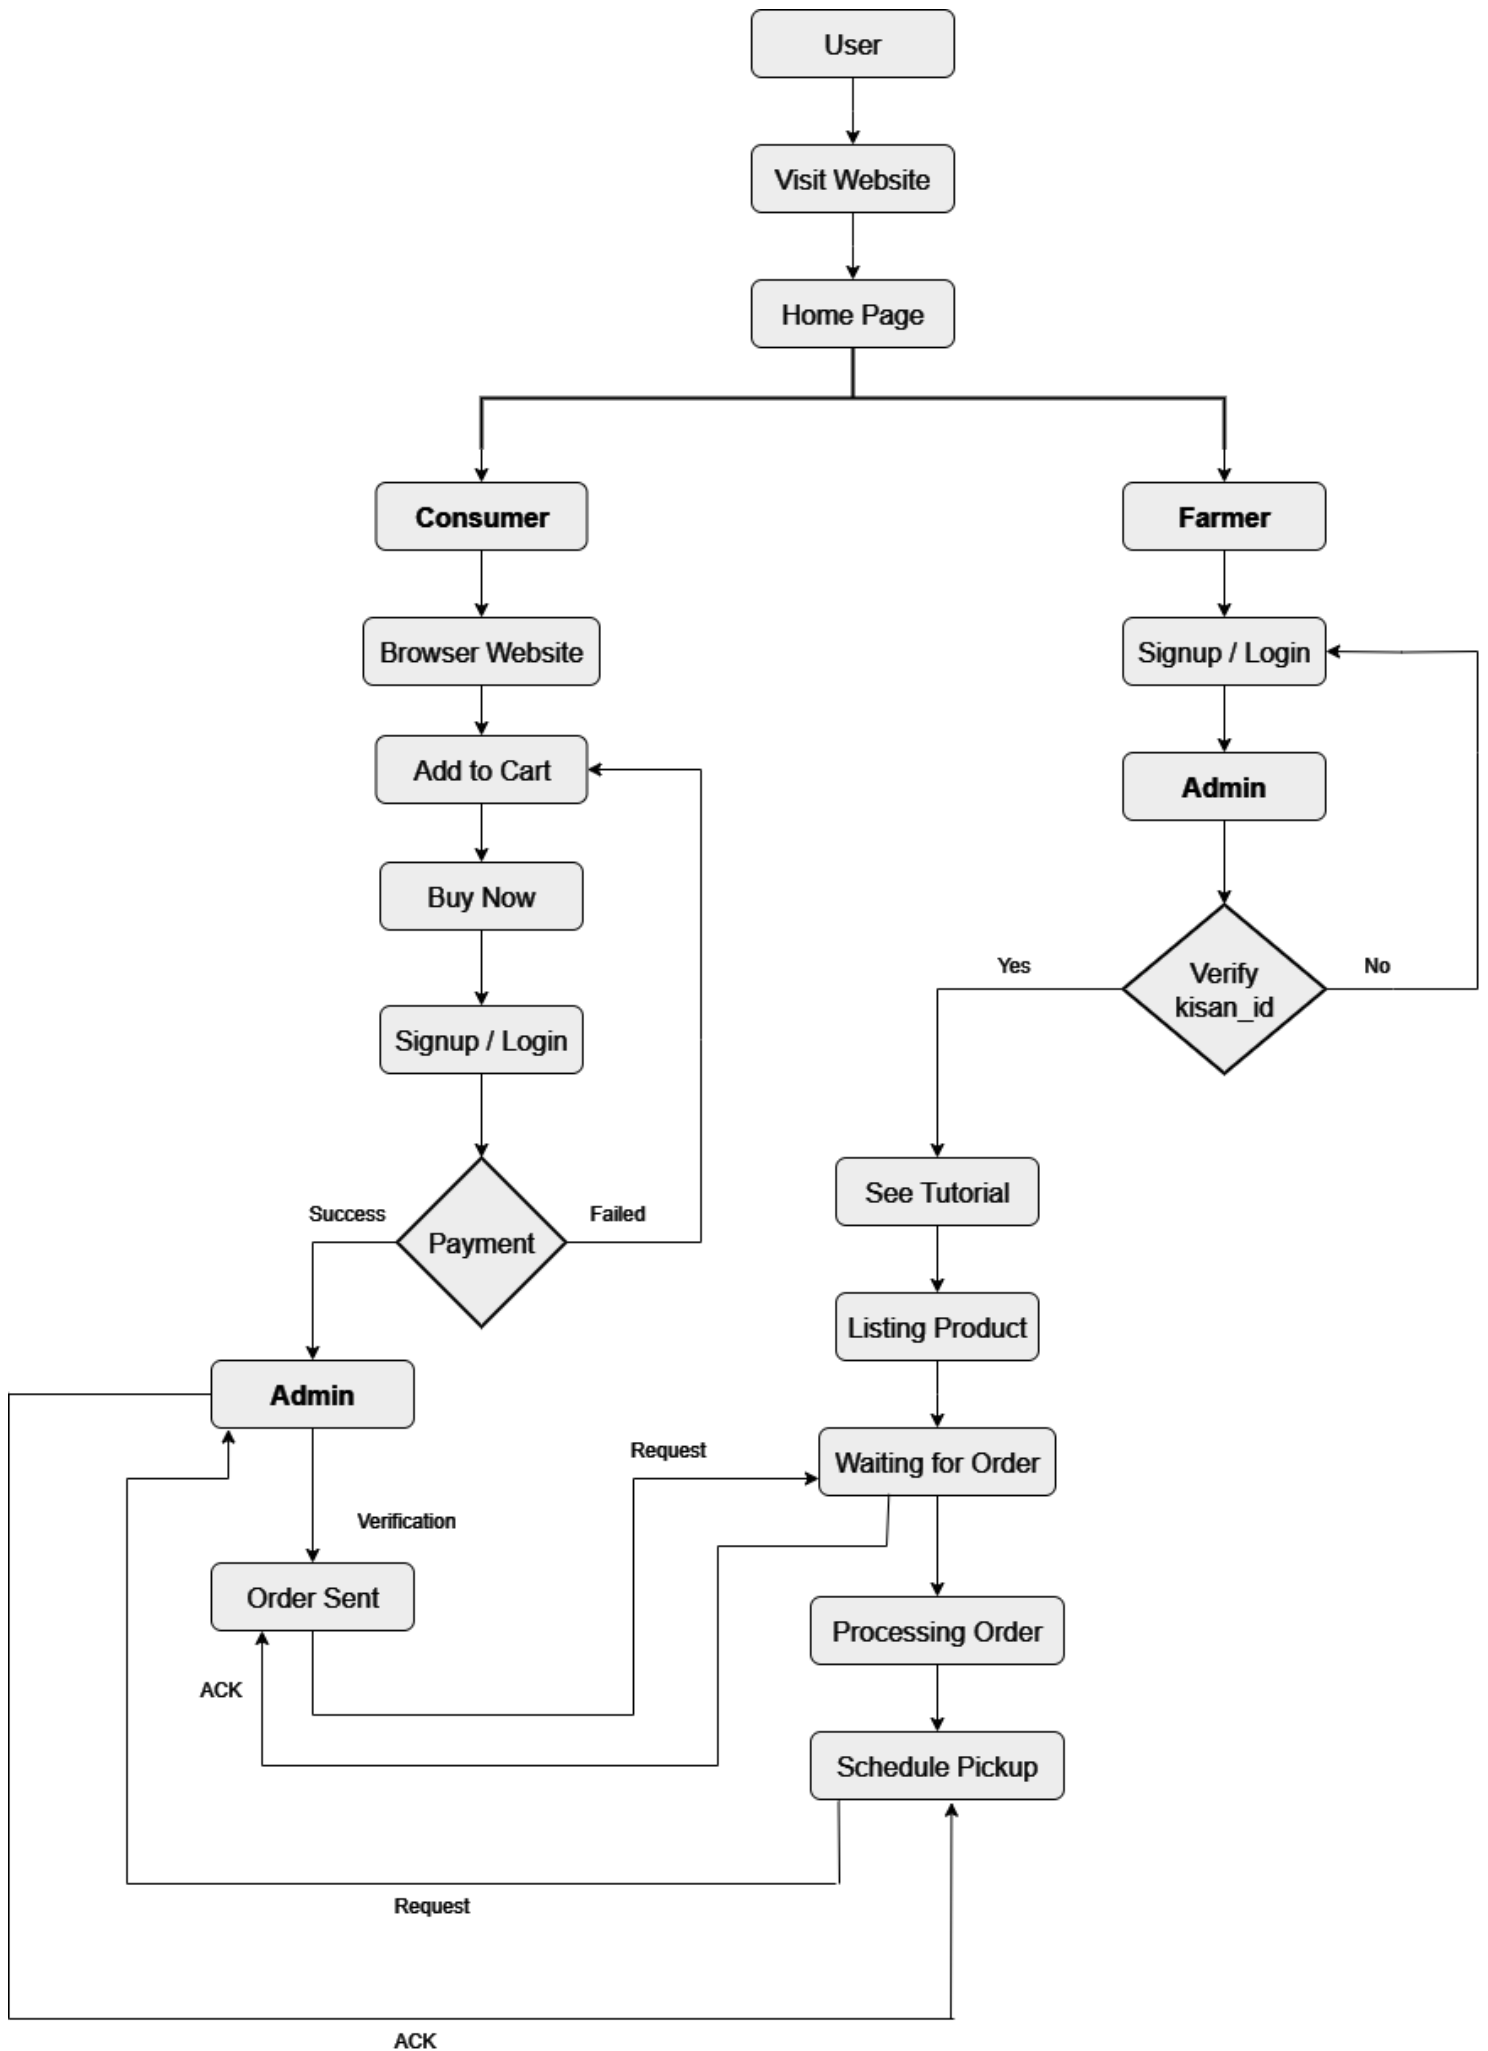 User
Visit Website
Home Page
Consumer
Farmer
Browser Website
Signup / Login
Add to Cart
Admin
Buy Now
Yes
Verify
kisan_id
No
Signup / Login
See Tutorial
Success
Payment
Failed
Listing Product
Admin
Request
Waiting for Order
Verification
Order Sent
Processing Order
ACK
Schedule Pickup
Request
ACK